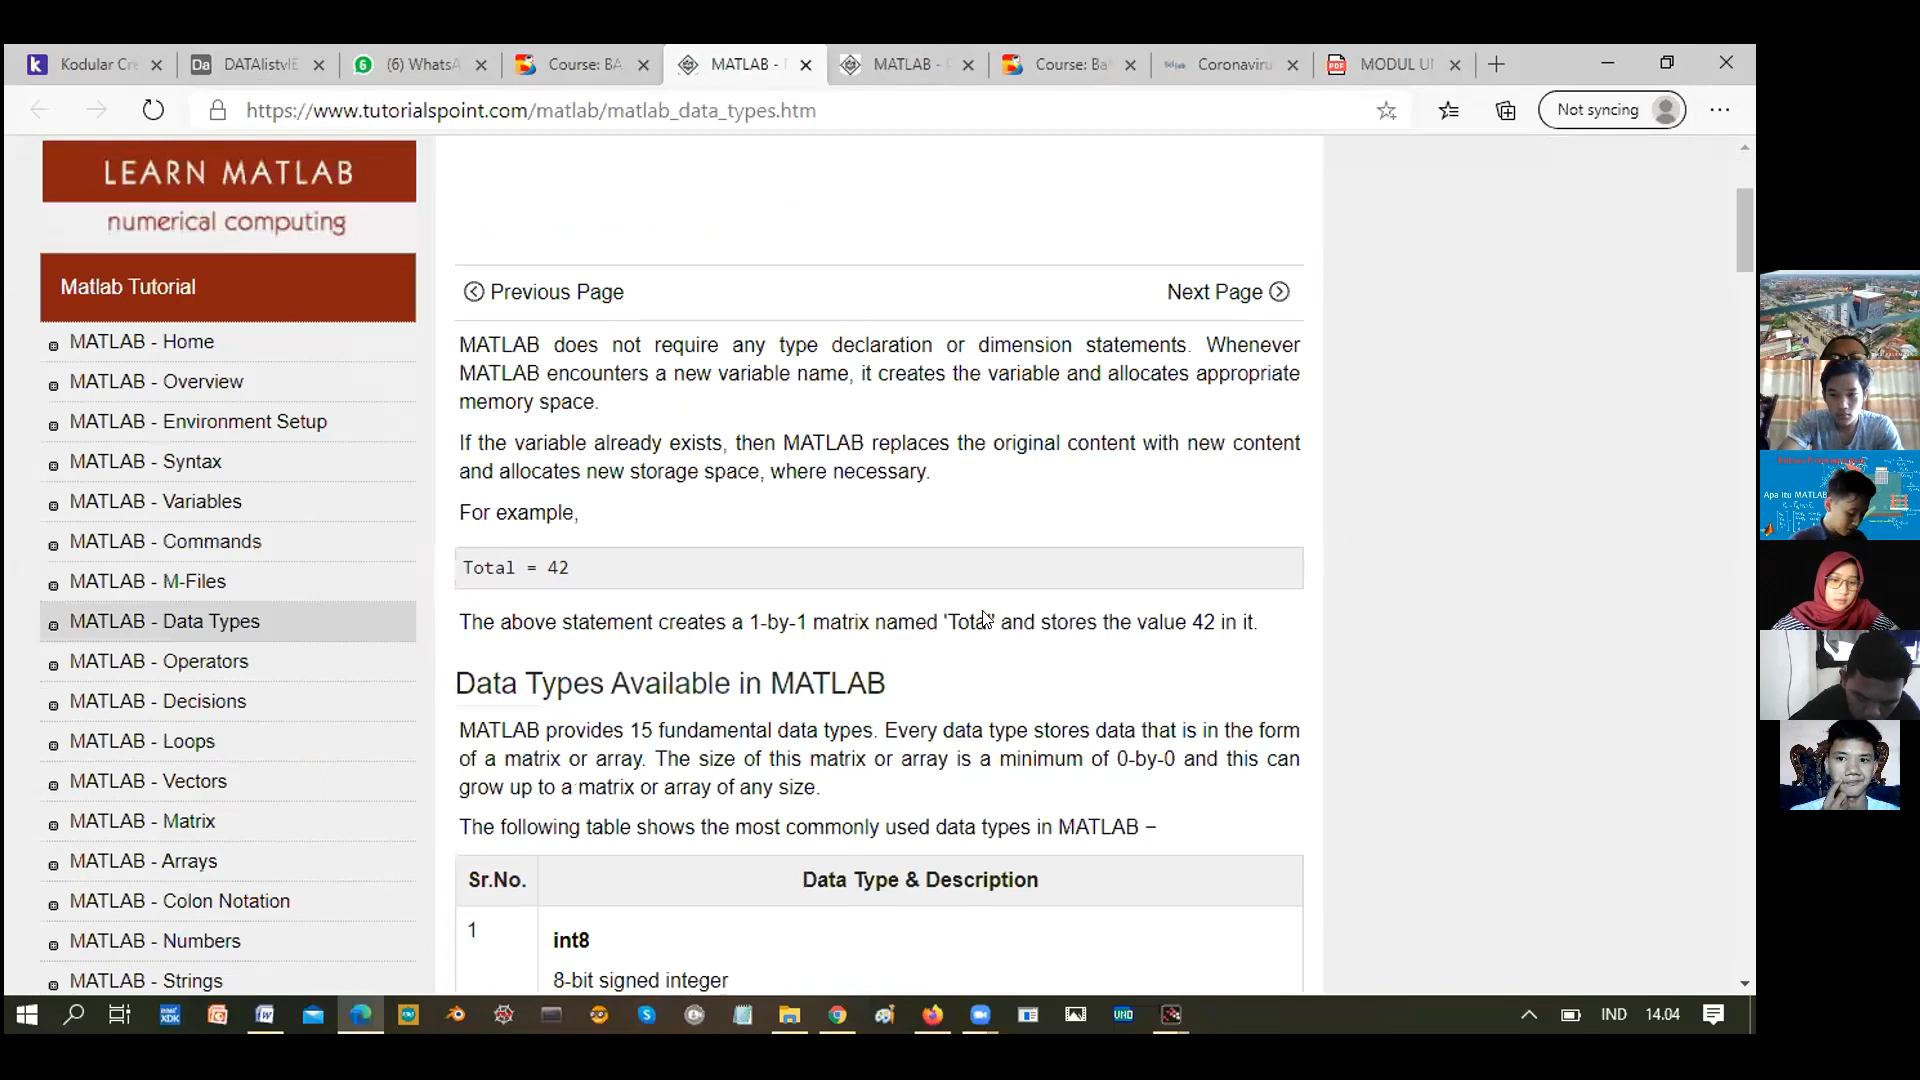 Kodular Cr
DATAlistvIE
(6) WhatsA
Course: BA
MATLAB -
MATLAB -
Course: Ba
Coronaviru
MODUL U
https://www.tutorialspoint.com/matlab/matlab_data_types.htm
Not syncing
LEARN MATLAB
numerical computing
Matlab Tutorial
MATLAB - Home
MATLAB - Overview
MATLAB - Environment Setup
MATLAB - Syntax
MATLAB - Variables
MATLAB - Commands
MATLAB - M-Files
MATLAB - Data Types
MATLAB - Operators
MATLAB - Decisions
MATLAB - Loops
MATLAB - Vectors
MATLAB - Matrix
MATLAB - Arrays
MATLAB - Colon Notation
MATLAB - Numbers
MATLAB - Strings
Previous Page
Next Page
MATLAB does not require any type declaration or dimension statements. Whenever
MATLAB encounters a new variable name, it creates the variable and allocates appropriate
memory space.
If the variable already exists, then MATLAB replaces the original content with new content
and allocates new storage space, where necessary.
For example,
Total = 42
The above statement creates a 1-by-1 matrix named 'Total' and stores the value 42 in it.
Data Types Available in MATLAB
MATLAB provides 15 fundamental data types. Every data type stores data that is in the form
of a matrix or array. The size of this matrix or array is a minimum of 0-by-0 and this can
grow up to a matrix or array of any size.
The following table shows the most commonly used data types in MATLAB −
Sr.No.
Data Type & Description
1
int8
8-bit signed integer
Apa itu MATLAB
UNO
IND
14.04